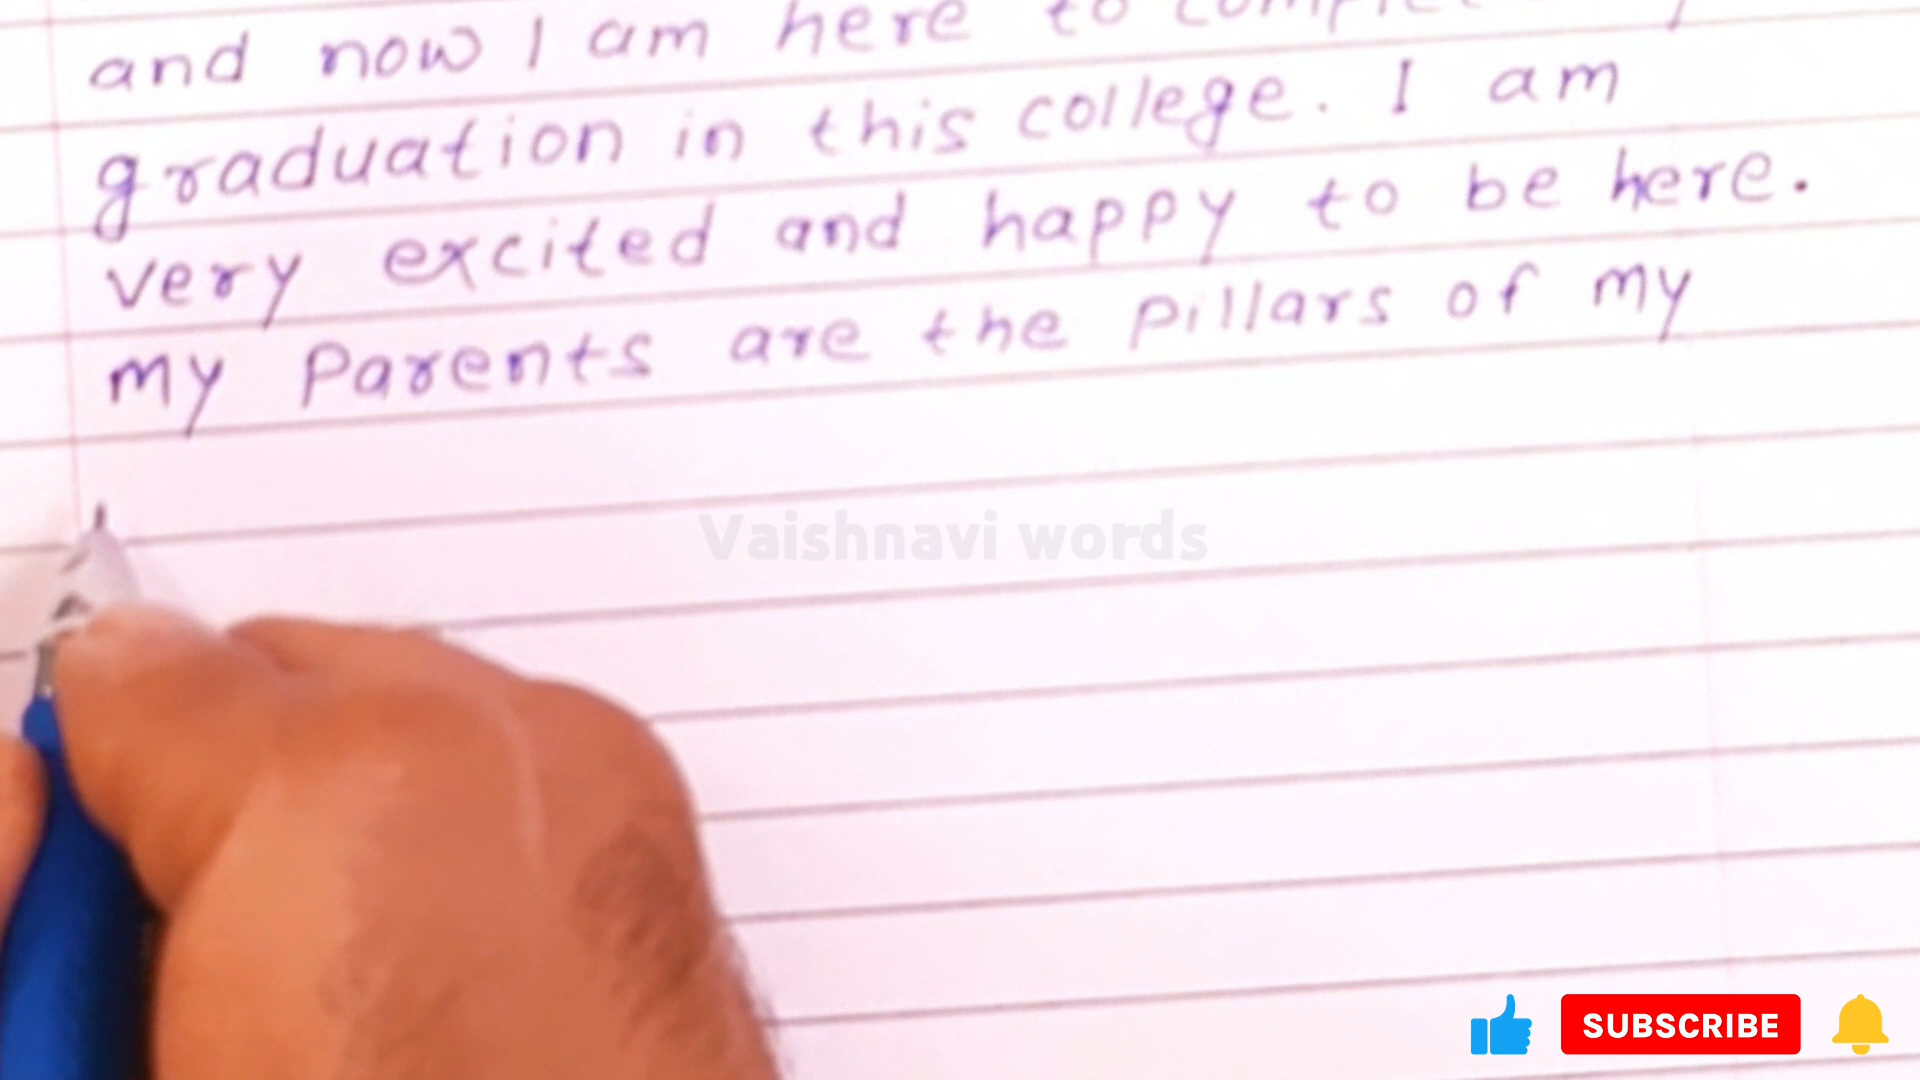 and now I am here to
graduation in this college. I am
very excited and happy to be here.
my Parents are the pillars of my
Vaishnavi words
SUBSCRIBE